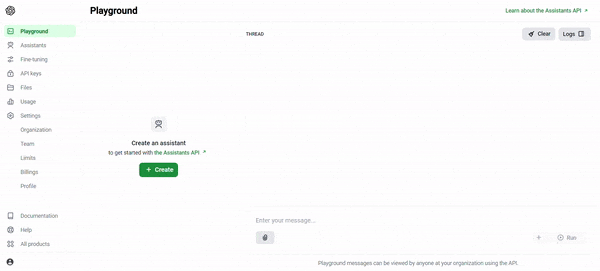 Playground
Learn about the Assistants API ↗
Playground
Assistants
Fine-tuning
API keys
Files
Usage
Settings
Organization
Team
Limits
Billings
Profile
Documentation
Help
All products
THREAD
Clear
Logs
Create an assistant
to get started with the Assistants API ↗
+ Create
Enter your message...
+ Run
Playground messages can be viewed by anyone at your organization using the API.